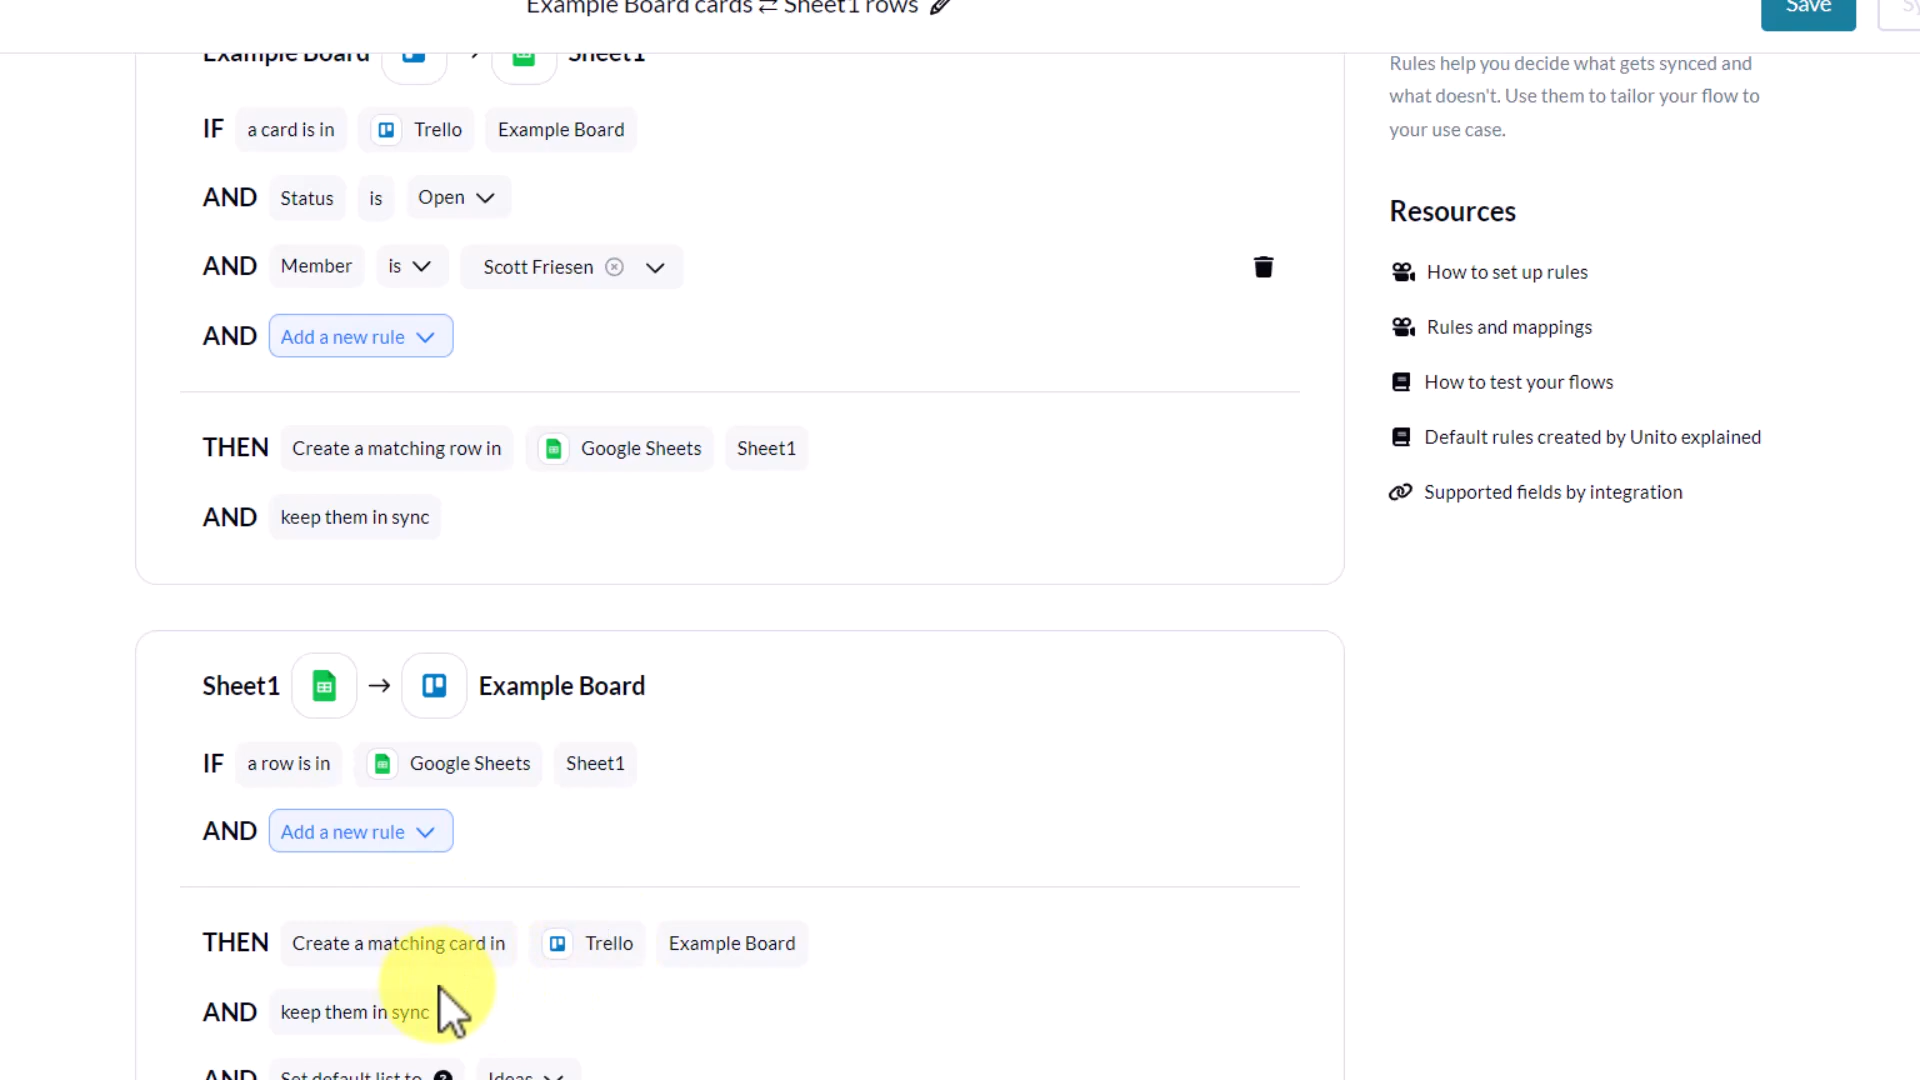 Example Board cards ⇄ Sheet1 rows
Save
Sy
Example Board → Sheet1
IF a card is in Trello Example Board
AND Status is Open
AND Member is Scott Friesen
AND Add a new rule
THEN Create a matching row in Google Sheets Sheet1
AND keep them in sync
Sheet1 → Example Board
IF a row is in Google Sheets Sheet1
AND Add a new rule
THEN Create a matching card in Trello Example Board
AND keep them in sync
AND Set default list to Ideas
Rules help you decide what gets synced and
what doesn't. Use them to tailor your flow to
your use case.
Resources
How to set up rules
Rules and mappings
How to test your flows
Default rules created by Unito explained
Supported fields by integration